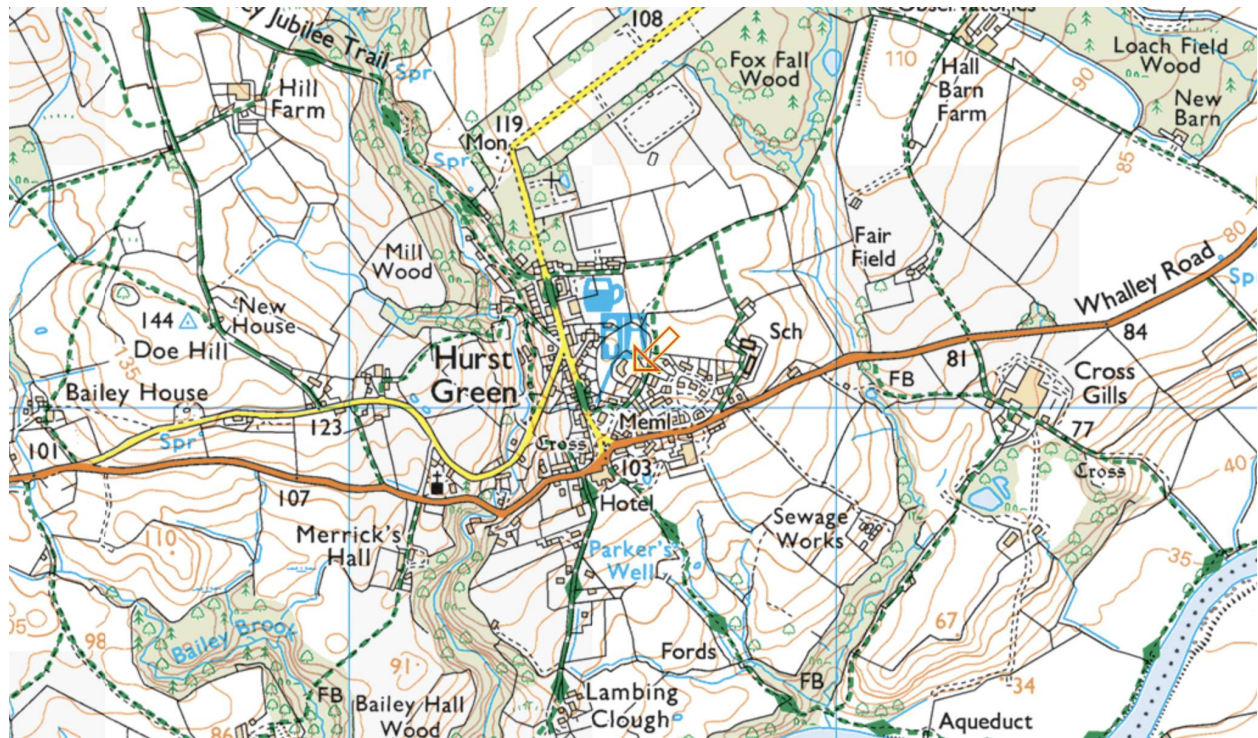 108
ey Jubilee Trail
Spr
Hill
Farm
119
Mon
Spr
Fox Fall
Wood
110
Observatories
Hall
Barn
Farm
90
Loach Field
Wood
New
Barn
85
80
Spr
Mill
Wood
Fair
Field
Whalley Road
144
New
House
Doe Hill
135
Hurst
Green
Sch
84
81
FB
Cross
Gills
Bailey House
Spr
123
Meml
Cross
103
77
Cross
40
101
107
Hotel
Merrick's
Hall
110
Parker's
Well
Sewage
Works
35
105
98
Bailey Brook
91
67
Fords
FB
FB
34
Bailey Hall
Wood
86
Lambing
Clough
Aqueduct